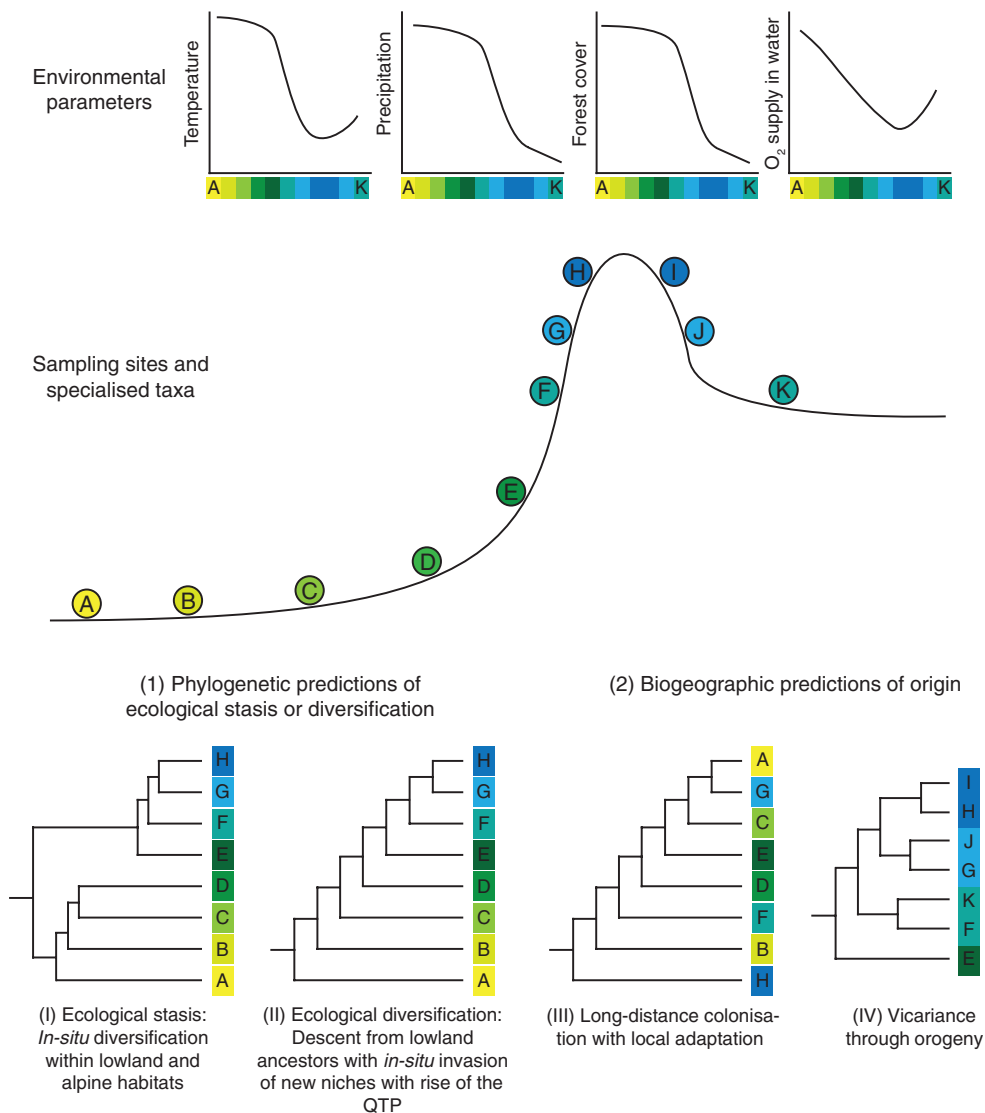 Environmental
parameters
Temperature
A K
Precipitation
A K
Forest cover
A K
O2 supply in water
A K
Sampling sites and
specialised taxa
A
B
C
D
E
F
G
H
I
J
K
(1) Phylogenetic predictions of
ecological stasis or diversification
(2) Biogeographic predictions of origin
H
G
F
E
D
C
B
A
(I) Ecological stasis:
In-situ diversification
within lowland and
alpine habitats
H
G
F
E
D
C
B
A
(II) Ecological diversification:
Descent from lowland
ancestors with in-situ invasion
of new niches with rise of the
QTP
A
G
C
E
D
F
B
H
(III) Long-distance colonisa-
tion with local adaptation
I
H
J
G
K
F
E
(IV) Vicariance
through orogeny